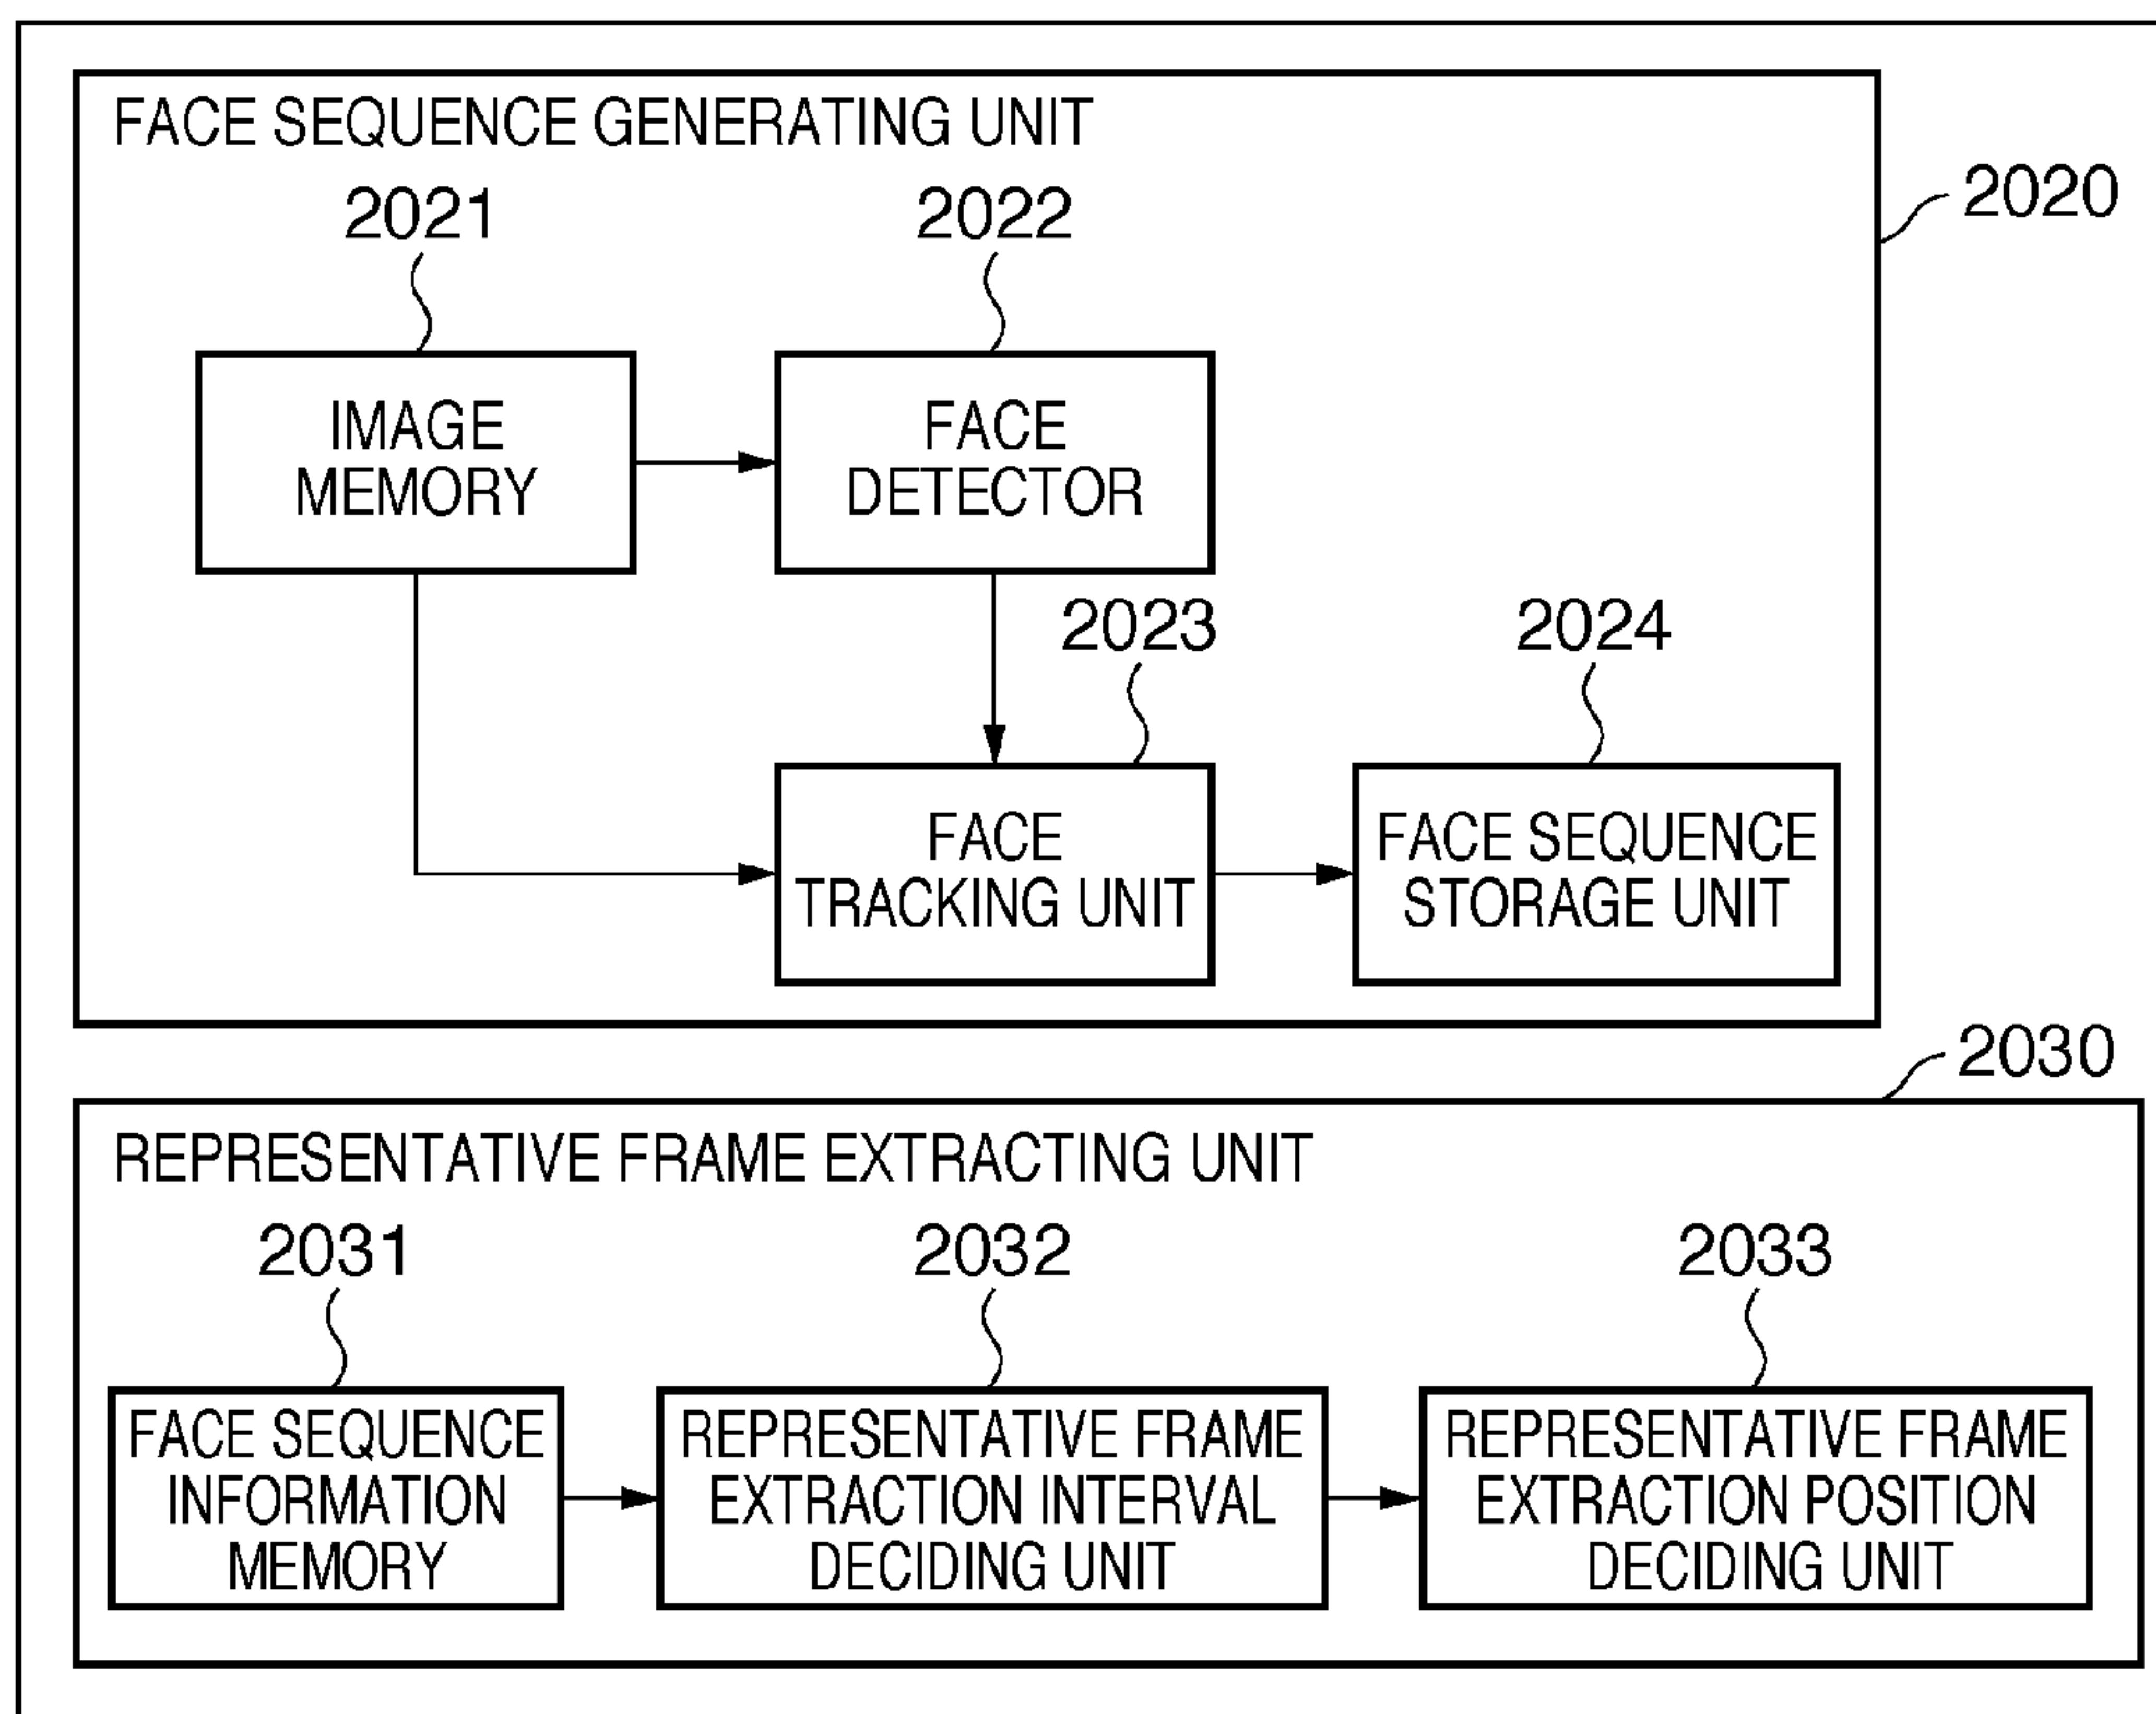 FACE SEQUENCE GENERATING UNIT
2020
2021
2022
IMAGE
MEMORY
FACE
DETECTOR
2023
2024
FACE
TRACKING UNIT
FACE SEQUENCE
STORAGE UNIT
2030
REPRESENTATIVE FRAME EXTRACTING UNIT
2031
2032
2033
FACE SEQUENCE
INFORMATION
MEMORY
REPRESENTATIVE FRAME
EXTRACTION INTERVAL
DECIDING UNIT
REPRESENTATIVE FRAME
EXTRACTION POSITION
DECIDING UNIT